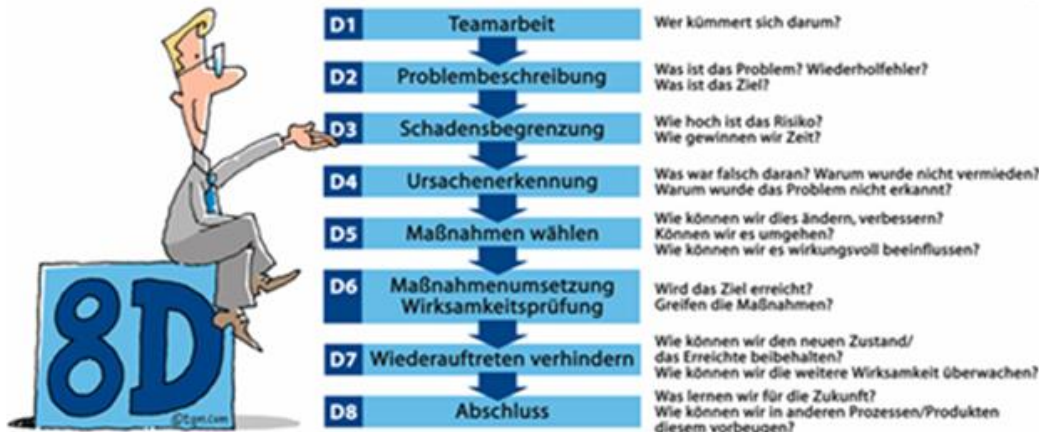 D1 Teamarbeit Wer kümmert sich darum?
D2 Problembeschreibung Was ist das Problem? Wiederholfehler?
Was ist das Ziel?
D3 Schadensbegrenzung Wie hoch ist das Risiko?
Wie gewinnen wir Zeit?
D4 Ursachenerkennung Was war falsch daran? Warum wurde nicht vermieden?
Warum wurde das Problem nicht erkannt?
D5 Maßnahmen wählen Wie können wir dies ändern, verbessern?
Können wir es umgehen?
Wie können wir es wirkungsvoll beeinflussen?
D6 Maßnahmenumsetzung
Wirksamkeitsprüfung
Wird das Ziel erreicht?
Greifen die Maßnahmen?
D7 Wiederauftreten verhindern Wie können wir den neuen Zustand/
das Erreichte beibehalten?
Wie können wir die weitere Wirksamkeit überwachen?
D8 Abschluss Was lernen wir für die Zukunft?
Wie können wir in anderen Prozessen/Produkten
diesem vorbeugen?
8D
©tqm.com